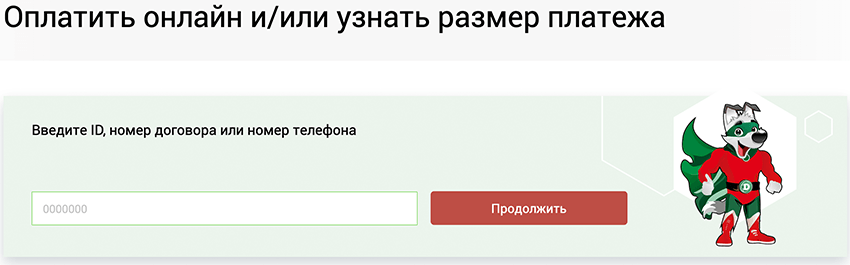 Оплатить онлайн и/или узнать размер платежа
Введите ID, номер договора или номер телефона
0000000
Продолжить
D